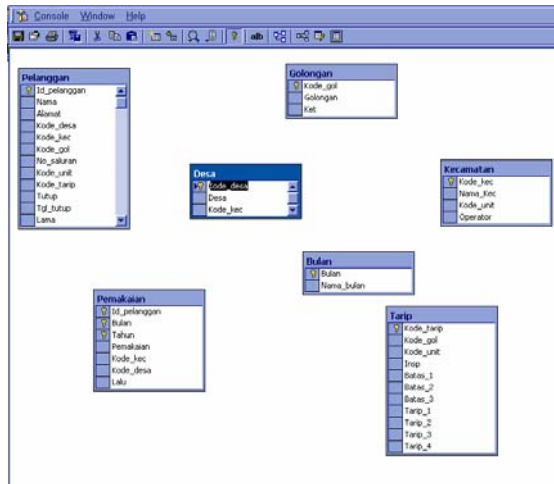 Console Window Help
alb
Pelanggan
Id_pelanggan
Nama
Alamat
Kode_desa
Kode_kec
Kode_gol
No_saluran
Kode_unit
Kode_tarip
Tutup
Tgl_tutup
Lama
Golongan
Kode_gol
Golongan
Ket
Desa
Kode_desa
Desa
Kode_kec
Kecamatan
Kode_kec
Nama_Kec
Kode_unit
Operator
Bulan
Bulan
Nama_bulan
Pemakaian
Id_pelanggan
Bulan
Tahun
Pemakaian
Kode_kec
Kode_desa
Lalu
Tarip
Kode_tarip
Kode_gol
Kode_unit
Insp
Batas_1
Batas_2
Batas_3
Tarip_1
Tarip_2
Tarip_3
Tarip_4